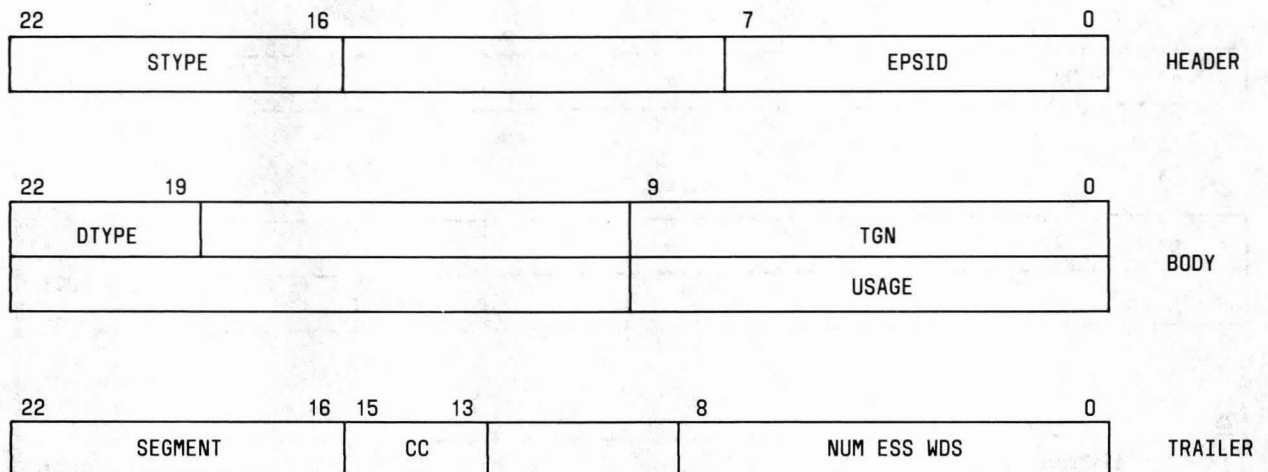 22 16 7 0
STYPE EPSID HEADER
22 19 9 0
DTYPE TGN
BODY
USAGE
22 16 15 13 8 0
SEGMENT CC NUM ESS WDS TRAILER